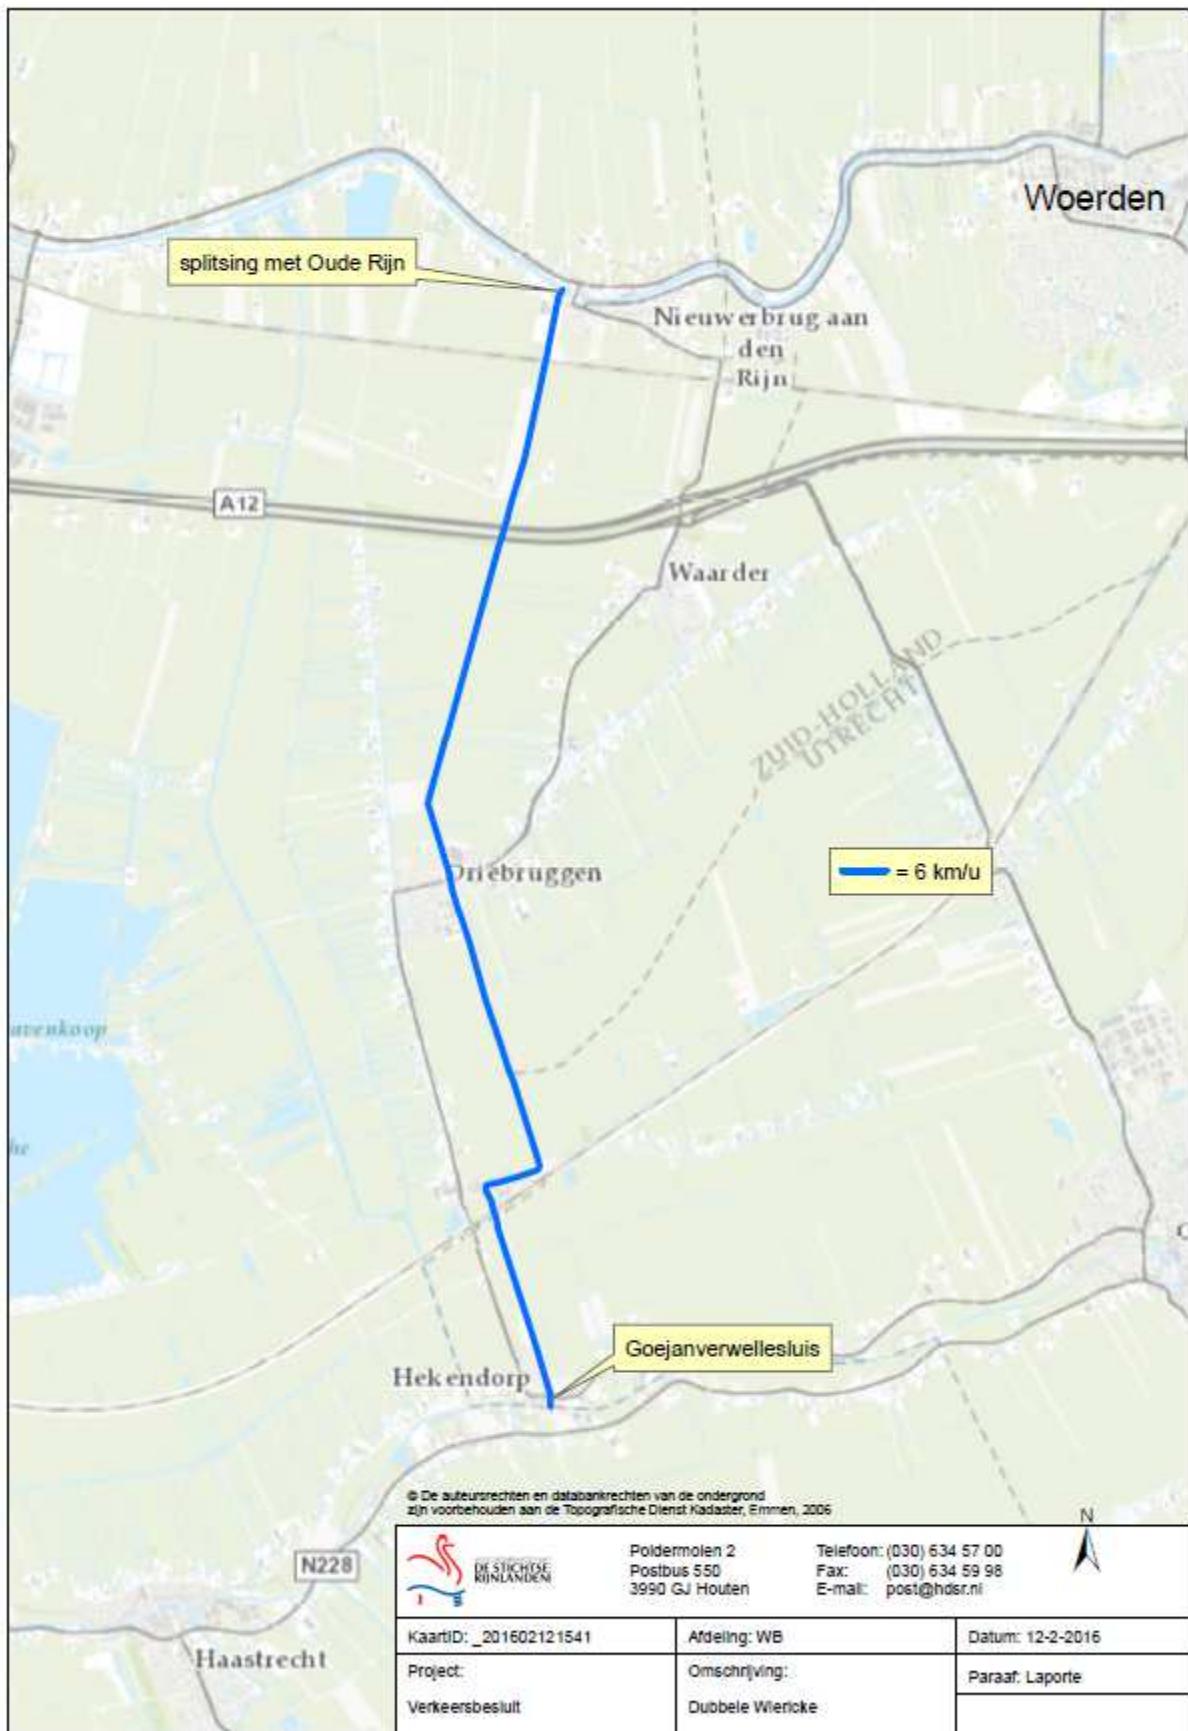 Woerden
splitsing met Oude Rijn
Nieuwerbrug aan
den
Rijn
A12
Waarder
ZUID-HOLLAND
UTRECHT
Driebruggen
= 6 km/u
avenkoop
he
Goejanverwellesluis
Hekendorp
© De auteursrechten en databankrechten van de ondergrond
zijn voorbehouden aan de Topografische Dienst Kadaster, Emmen, 2006
N228
Haastrecht
N
DE STICHTSE
RIJNLANDEN
Poldermolen 2
Postbus 550
3990 GJ Houten
Telefoon: (030) 634 57 00
Fax: (030) 634 59 98
E-mail: post@hdsr.nl
KaartID: _201602121541
Afdeling: WB
Datum: 12-2-2016
Project:
Verkeersbesluit
Omschrijving:
Dubbele Wiericke
Paraaf: Laporte